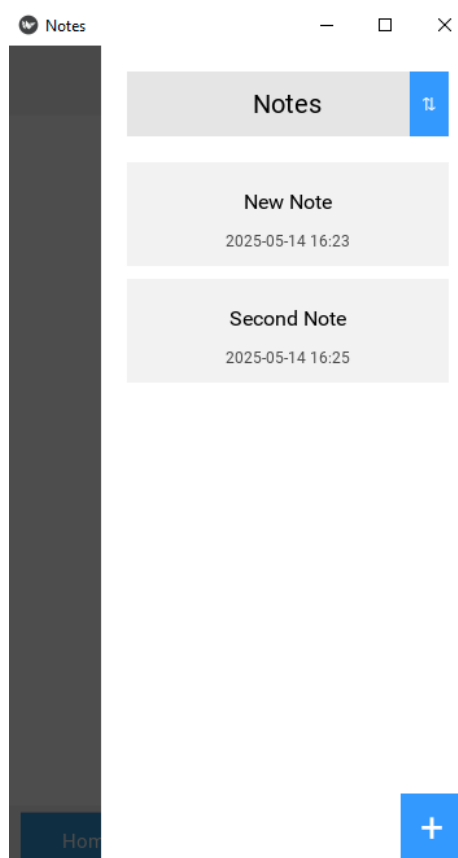 Notes
Notes
⇅
New Note
2025-05-14 16:23
Second Note
2025-05-14 16:25
+